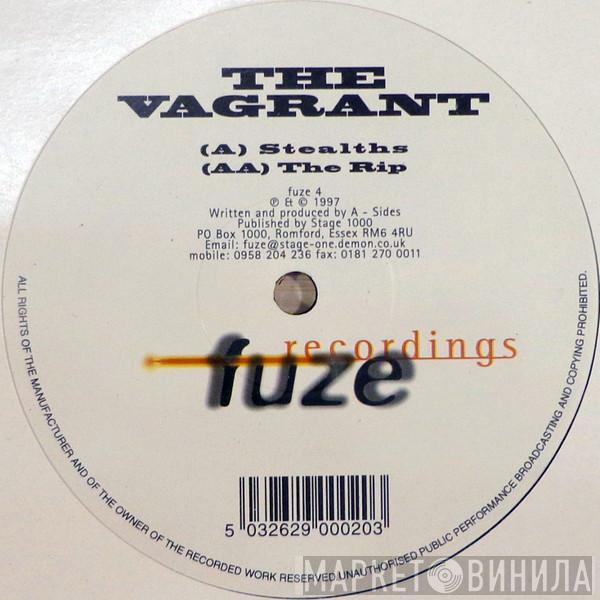 THE
VAGRANT
(A) Stealths
(AA) The Rip
fuze 4
℗ & © 1997
Written and produced by A - Sides
Published by Stage 1000
PO Box 1000, Romford, Essex RM6 4RU
Email: fuze@stage-one.demon.co.uk
mobile: 0958 204 236 fax: 0181 270 0011
recordings
fuze
5 032629 000203
ALL RIGHTS OF THE MANUFACTURER AND OF THE OWNER OF THE RECORDED WORK RESERVED.UNAUTHORISED PUBLIC PERFORMANCE BROADCASTING AND COPYING PROHIBITED.
МАРКЕТ ВИНИЛА